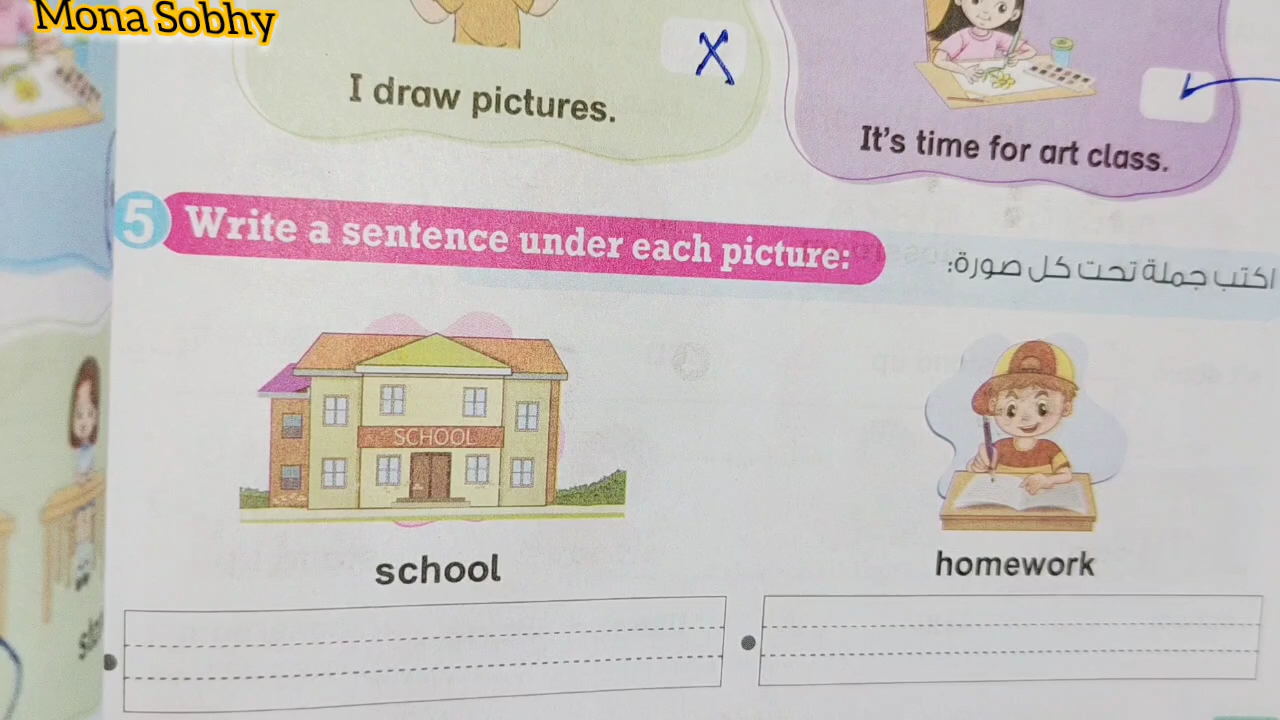 Mona Sobhy
I draw pictures.
It's time for art class.
5 Write a sentence under each picture:
اكتب جملة تحت كل صورة:
SCHOOL
school
homework